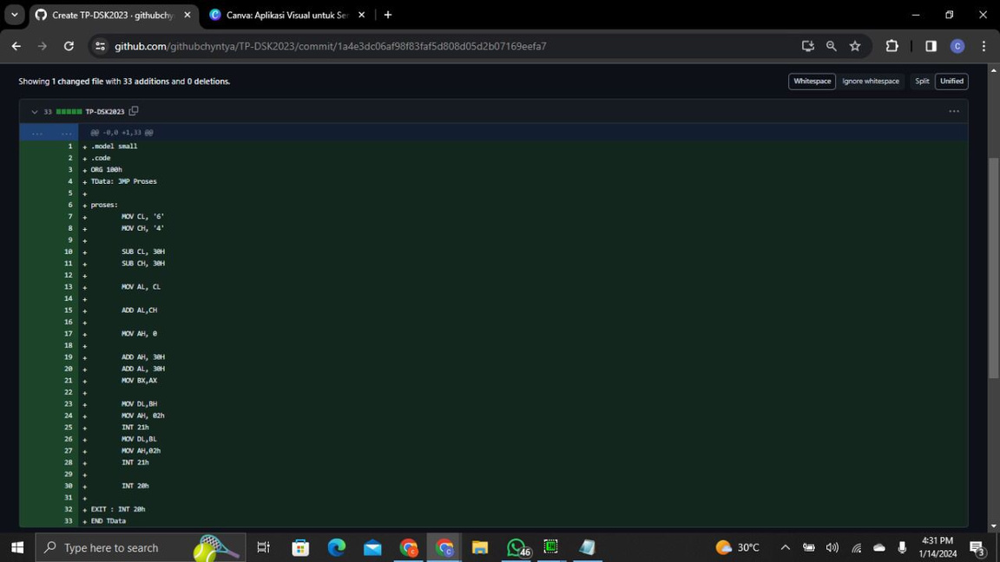 Create TP-DSK2023 · githubchy
Canva: Aplikasi Visual untuk Se
github.com/githubchyntya/TP-DSK2023/commit/1a4e3dc06af98f83faf5d808d05d2b07169eefa7
C
Showing 1 changed file with 33 additions and 0 deletions.
Whitespace Ignore whitespace Split Unified
33 TP-DSK2023
... ... @@ -0,0 +1,33 @@
1 + .model small
2 + .code
3 + ORG 100h
4 + TData: JMP Proses
5 +
6 + proses:
7 + MOV CL, '6'
8 + MOV CH, '4'
9 +
10 + SUB CL, 30H
11 + SUB CH, 30H
12 +
13 + MOV AL, CL
14 +
15 + ADD AL,CH
16 +
17 + MOV AH, 0
18 +
19 + ADD AH, 30H
20 + ADD AL, 30H
21 + MOV BX,AX
22 +
23 + MOV DL,BH
24 + MOV AH, 02h
25 + INT 21h
26 + MOV DL,BL
27 + MOV AH,02h
28 + INT 21h
29 +
30 + INT 20h
31 +
32 + EXIT : INT 20h
33 + END TData
Type here to search
46
30°C
4:31 PM
1/14/2024
3